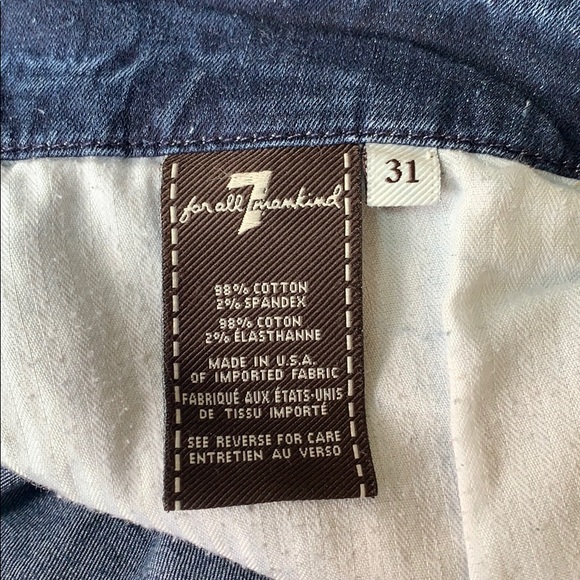 for all 7 mankind
31
98% COTTON
2% SPANDEX
98% COTON
2% ÉLASTHANNE
MADE IN U.S.A.
OF IMPORTED FABRIC
FABRIQUÉ AUX ÉTATS-UNIS
DE TISSU IMPORTÉ
SEE REVERSE FOR CARE
ENTRETIEN AU VERSO